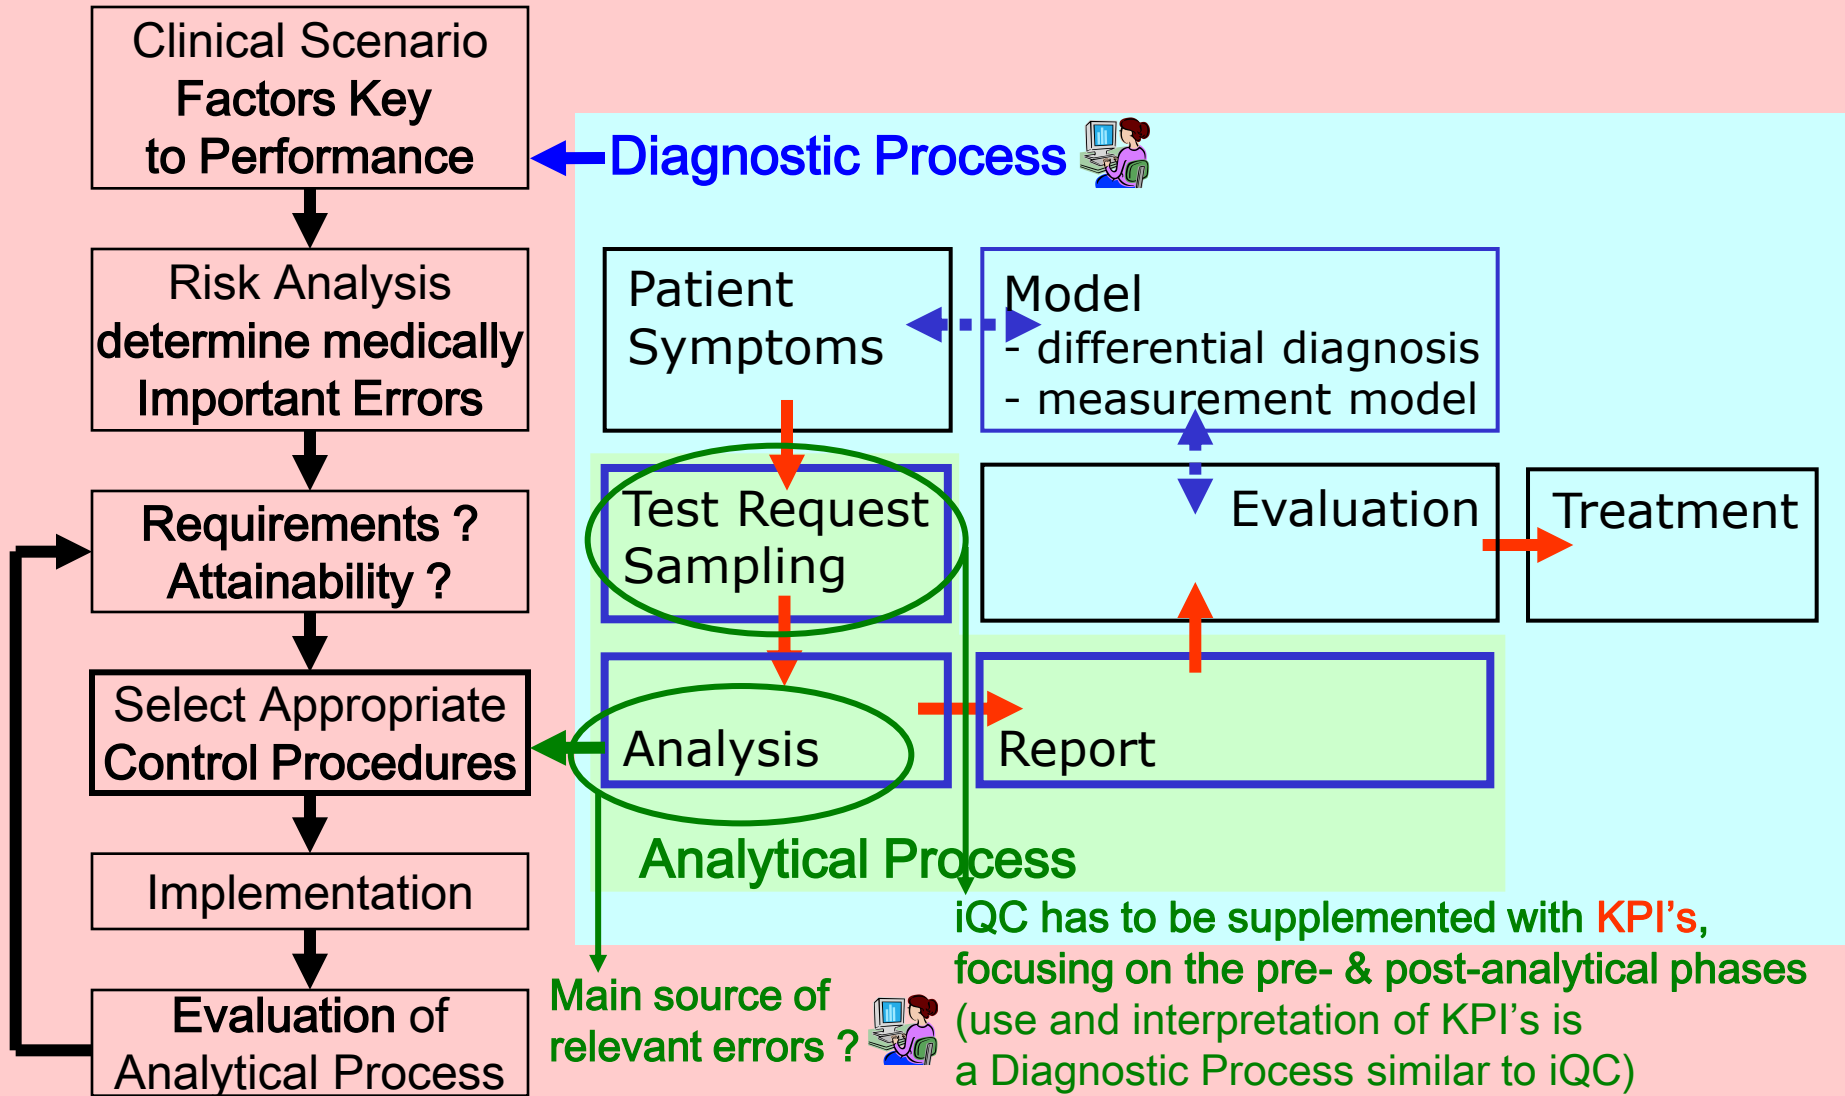 Clinical Scenario
Factors Key
to Performance
Risk Analysis
determine medically
Important Errors
Requirements ?
Attainability ?
Select Appropriate
Control Procedures
Implementation
Evaluation of
Analytical Process
Diagnostic Process
Patient
Symptoms
Model
- differential diagnosis
- measurement model
Test Request
Sampling
Evaluation
Treatment
Analysis
Report
Analytical Process
Main source of
relevant errors ?
iQC has to be supplemented with KPI’s,
focusing on the pre- & post-analytical phases
(use and interpretation of KPI’s is
a Diagnostic Process similar to iQC)